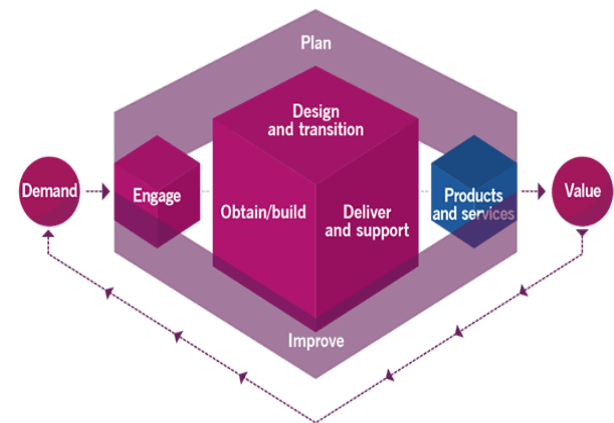 Plan
Design
and transition
Demand
Engage
Obtain/build
Deliver
and support
Products
and services
Value
Improve